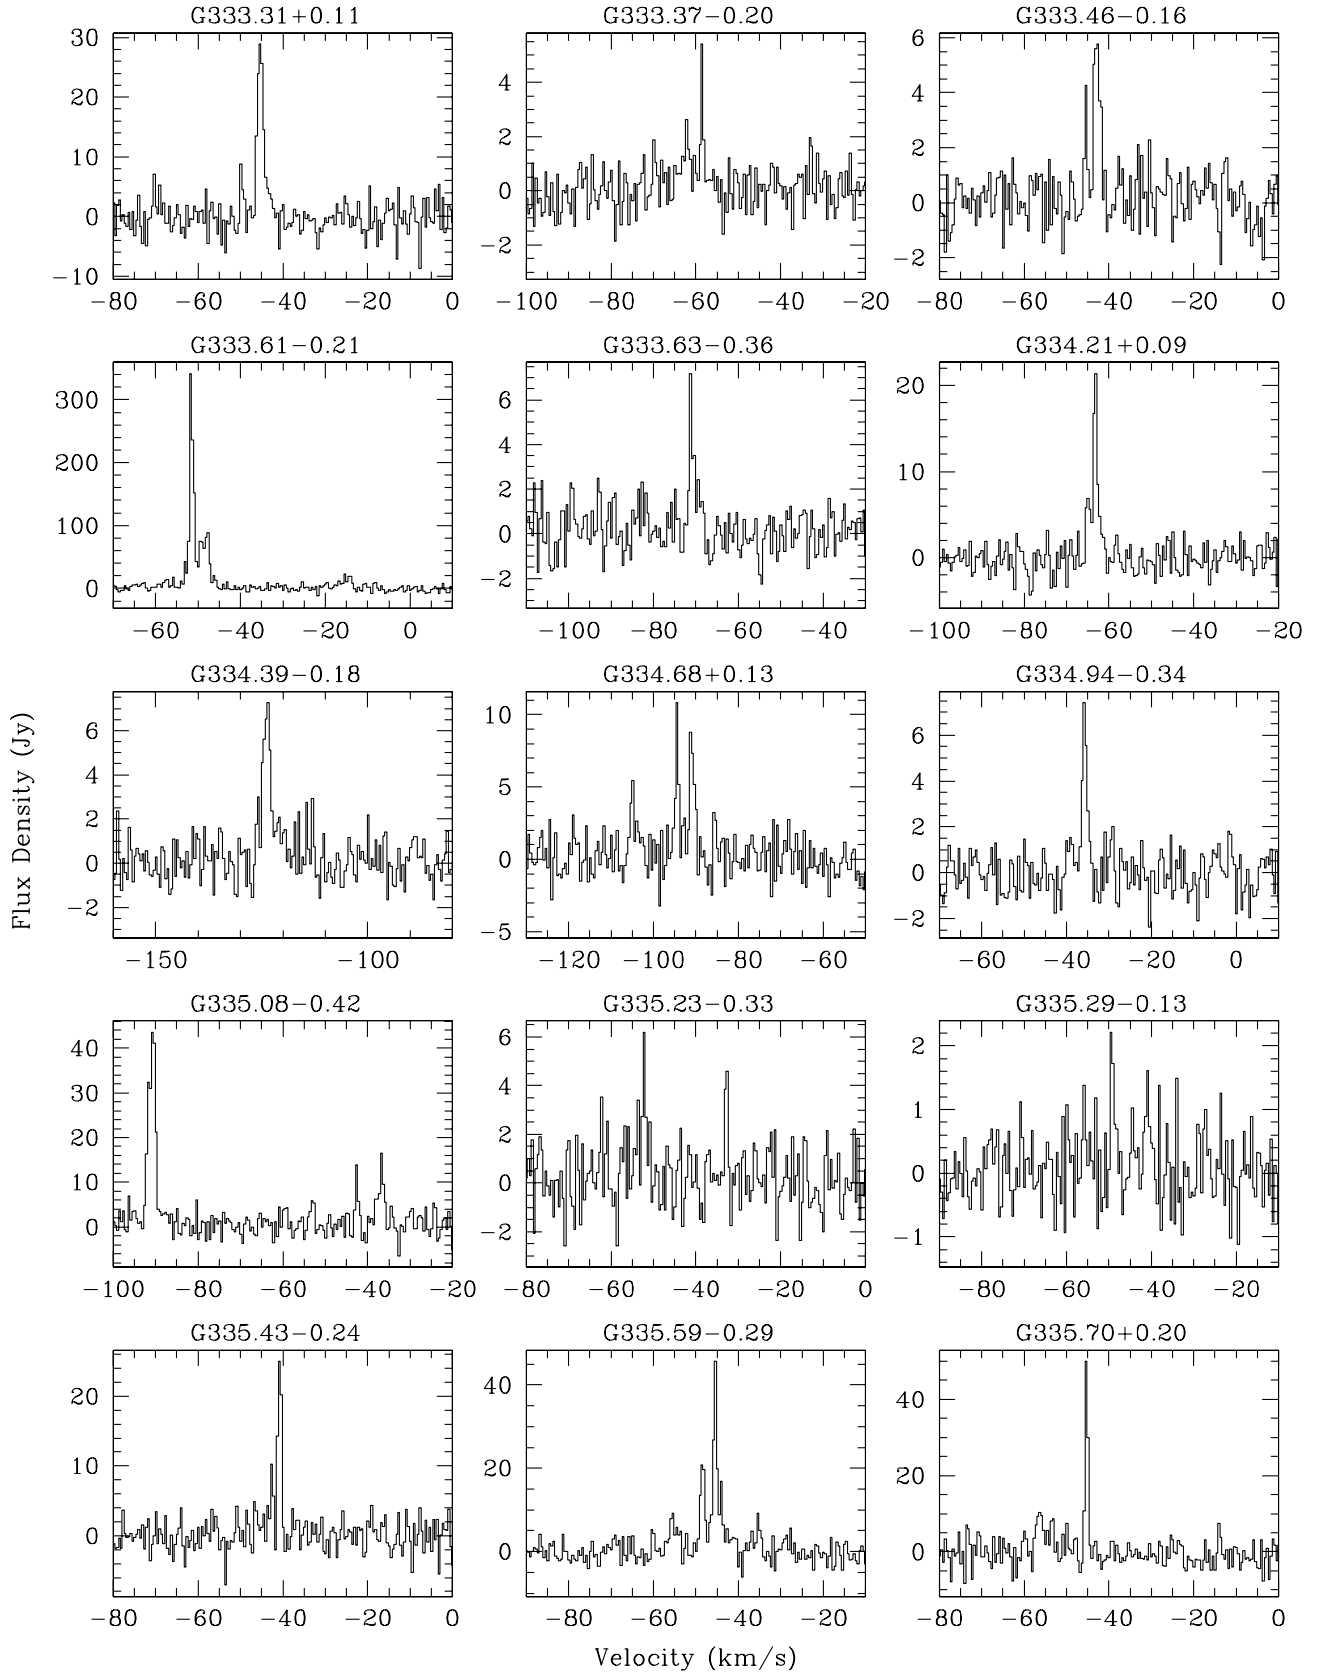 G333.31+0.11 G333.37−0.20 G333.46−0.16
30 20 10 0 −10
4 2 0 −2
6 4 2 0 −2
−80 −60 −40 −20 0
−100 −80 −60 −40 −20
−80 −60 −40 −20 0
G333.61−0.21 G333.63−0.36 G334.21+0.09
300 200 100 0
6 4 2 0 −2
20 10 0
−60 −40 −20 0
−100 −80 −60 −40
−100 −80 −60 −40 −20
G334.39−0.18 G334.68+0.13 G334.94−0.34
Flux Density (Jy)
6 4 2 0 −2
10 5 0 −5
6 4 2 0 −2
−150 −100
−120 −100 −80 −60
−60 −40 −20 0
G335.08−0.42 G335.23−0.33 G335.29−0.13
40 30 20 10 0
6 4 2 0 −2
2 1 0 −1
−100 −80 −60 −40 −20
−80 −60 −40 −20 0
−80 −60 −40 −20
G335.43−0.24 G335.59−0.29 G335.70+0.20
20 10 0
40 20 0
40 20 0
−80 −60 −40 −20 0
−80 −60 −40 −20
−80 −60 −40 −20 0
Velocity (km/s)